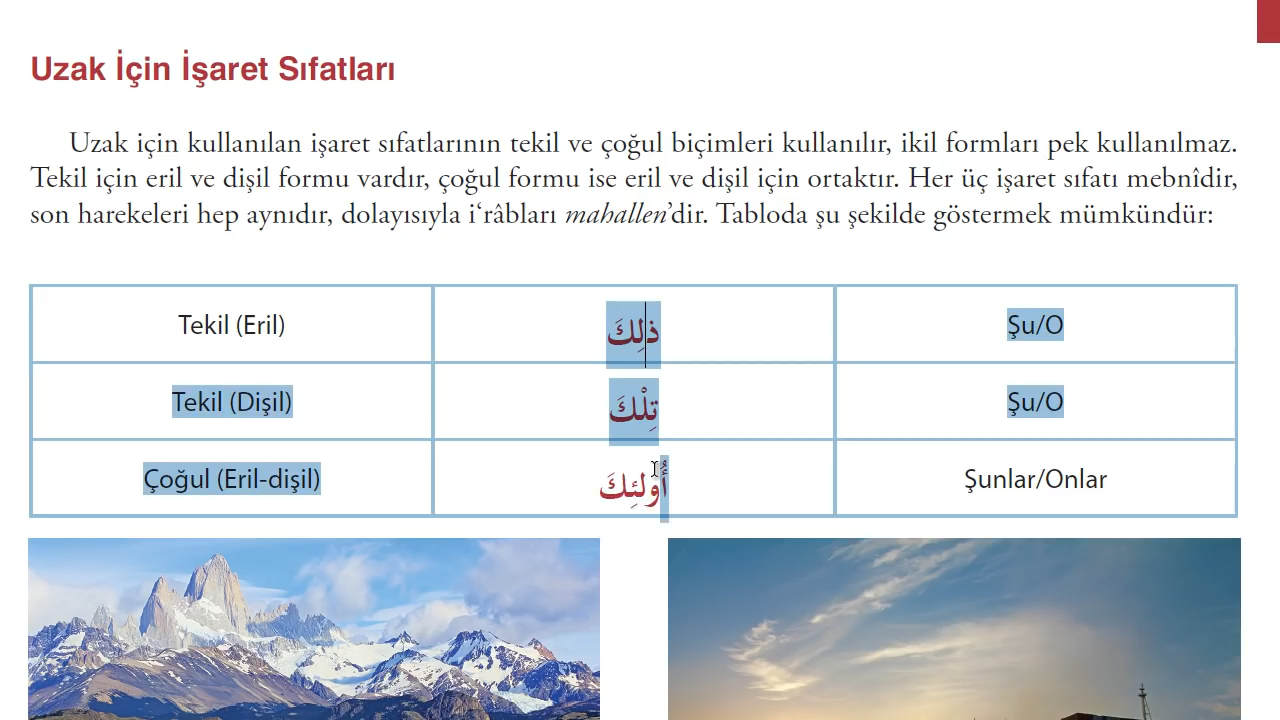 Uzak İçin İşaret Sıfatları
Uzak için kullanılan işaret sıfatlarının tekil ve çoğul biçimleri kullanılır, ikil formları pek kullanılmaz.
Tekil için eril ve dişil formu vardır, çoğul formu ise eril ve dişil için ortaktır. Her üç işaret sıfatı mebnîdir,
son harekeleri hep aynıdır, dolayısıyla i‘râbları mahallen’dir. Tabloda şu şekilde göstermek mümkündür:
Tekil (Eril) ذلِكَ Şu/O
Tekil (Dişil) تِلْكَ Şu/O
Çoğul (Eril-dişil) أُولئِكَ Şunlar/Onlar